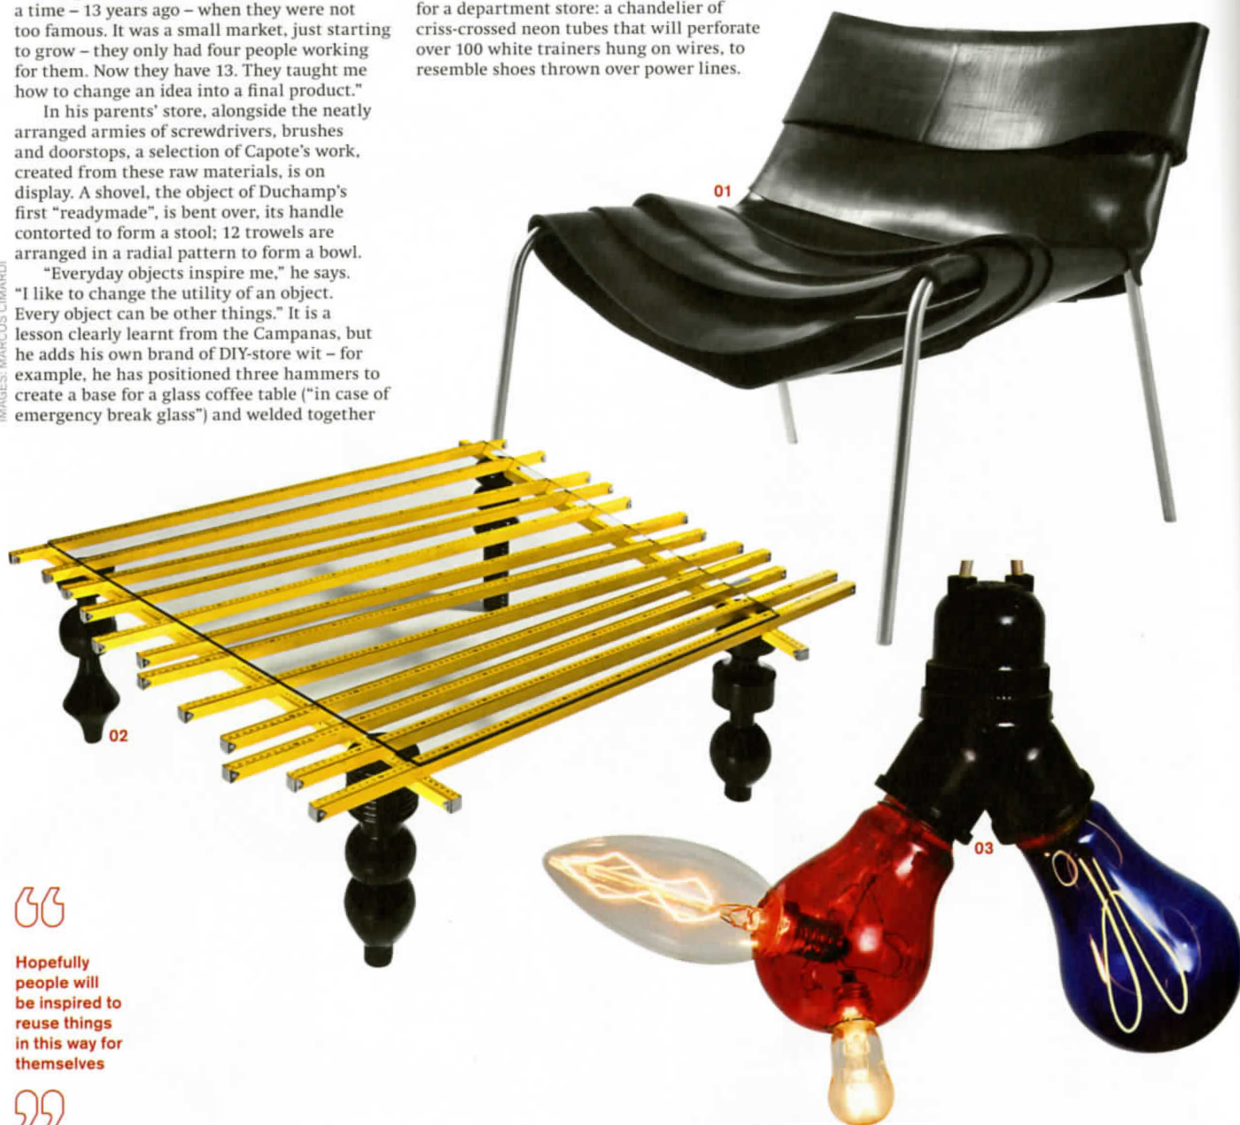 a time – 13 years ago – when they were not
too famous. It was a small market, just starting
to grow – they only had four people working
for them. Now they have 13. They taught me
how to change an idea into a final product.”
In his parents’ store, alongside the neatly
arranged armies of screwdrivers, brushes
and doorstops, a selection of Capote’s work,
created from these raw materials, is on
display. A shovel, the object of Duchamp’s
first “readymade”, is bent over, its handle
contorted to form a stool; 12 trowels are
arranged in a radial pattern to form a bowl.
“Everyday objects inspire me,” he says.
“I like to change the utility of an object.
Every object can be other things.” It is a
lesson clearly learnt from the Campanas, but
he adds his own brand of DIY-store wit – for
example, he has positioned three hammers to
create a base for a glass coffee table (“in case of
emergency break glass”) and welded together
for a department store: a chandelier of
criss-crossed neon tubes that will perforate
over 100 white trainers hung on wires, to
resemble shoes thrown over power lines.
IMAGES: MARCUS CIMARDI
01
02
03
“
Hopefully
people will
be inspired to
reuse things
in this way for
themselves
”